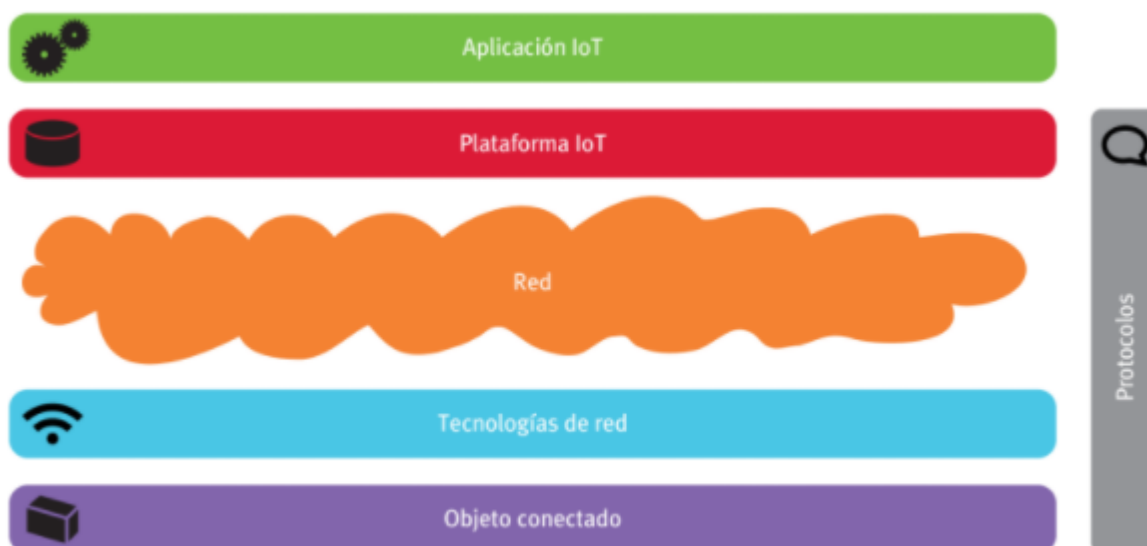 Aplicación IoT
Plataforma IoT
Red
Tecnologías de red
Objeto conectado
Protocolos